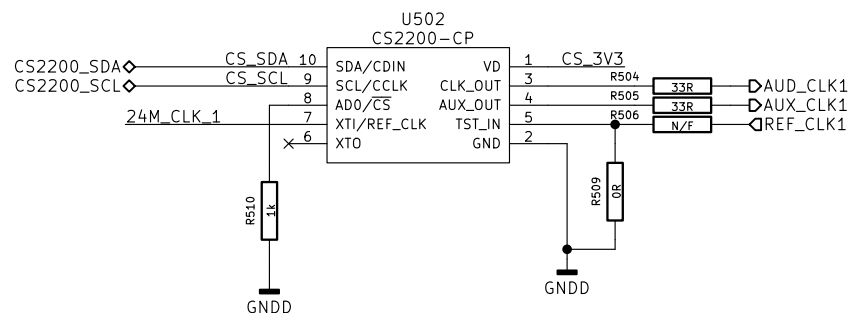 U502
CS2200-CP
CS2200_SDA CS_SDA 10 SDA/CDIN VD 1 CS_3V3
CS2200_SCL CS_SCL 9 SCL/CCLK CLK_OUT 3 R504 33R AUD_CLK1
8 AD0/CS AUX_OUT 4 R505 33R AUX_CLK1
24M_CLK_1 7 XTI/REF_CLK TST_IN 5 R506 N/F REF_CLK1
6 XTO GND 2
R510 1k
R509 0R
GNDD
GNDD